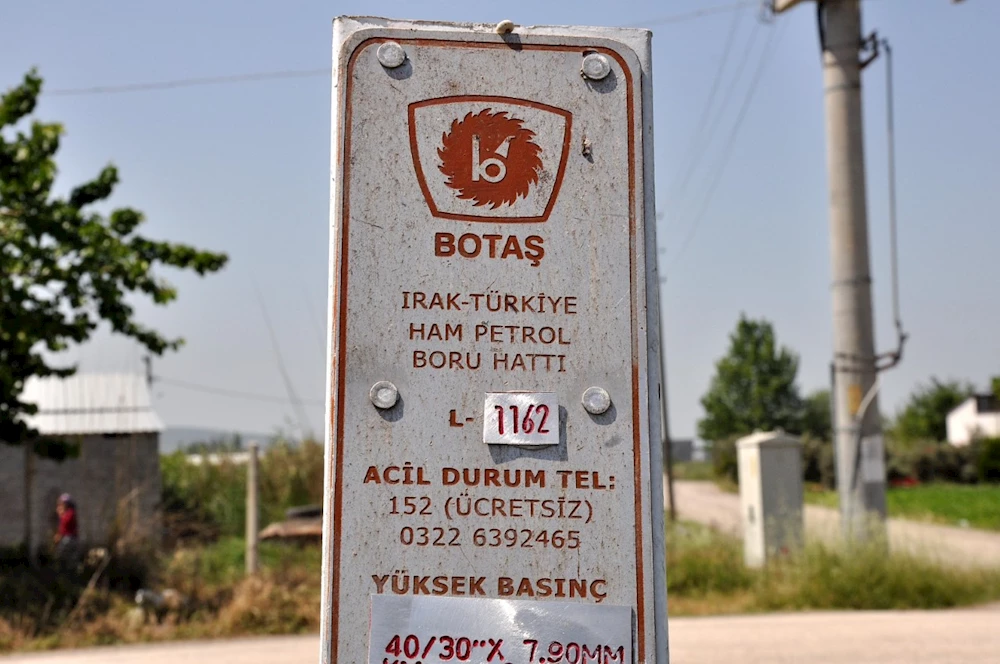 BOTAŞ
IRAK-TÜRKİYE
HAM PETROL
BORU HATTI
L- 1162
ACİL DURUM TEL:
152 (ÜCRETSİZ)
0322 6392465
YÜKSEK BASINÇ
40/30"X 7.90MM